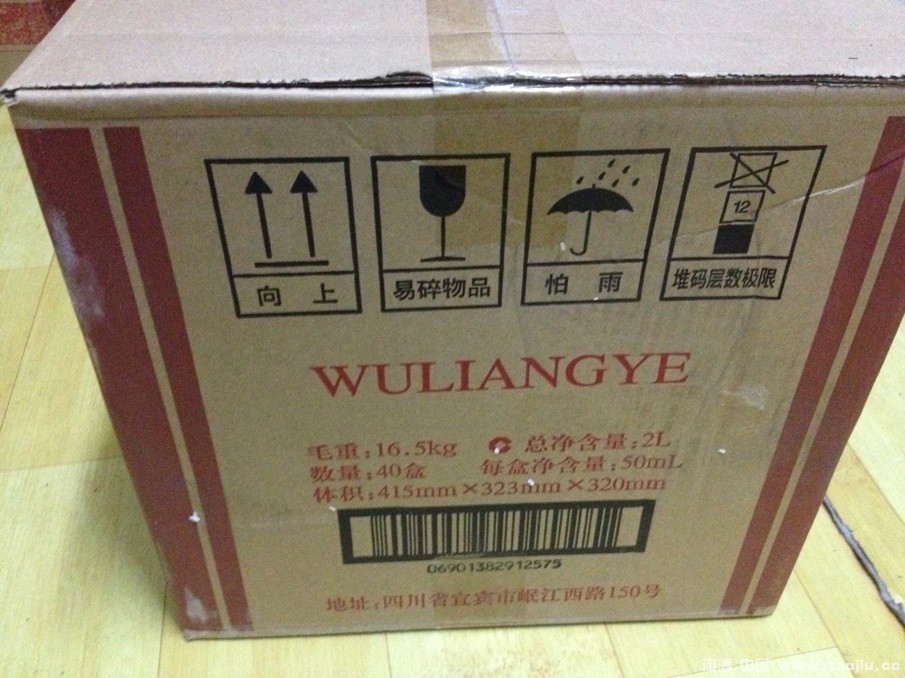 向 上
易碎物品
怕 雨
12
堆码层数极限
WULIANGYE
毛重:16.5kg 总净含量:2L
数量:40盒 每盒净含量:50mL
体积:415mm×323mm×320mm
06901382912575
地址:四川省宜宾市岷江西路150号